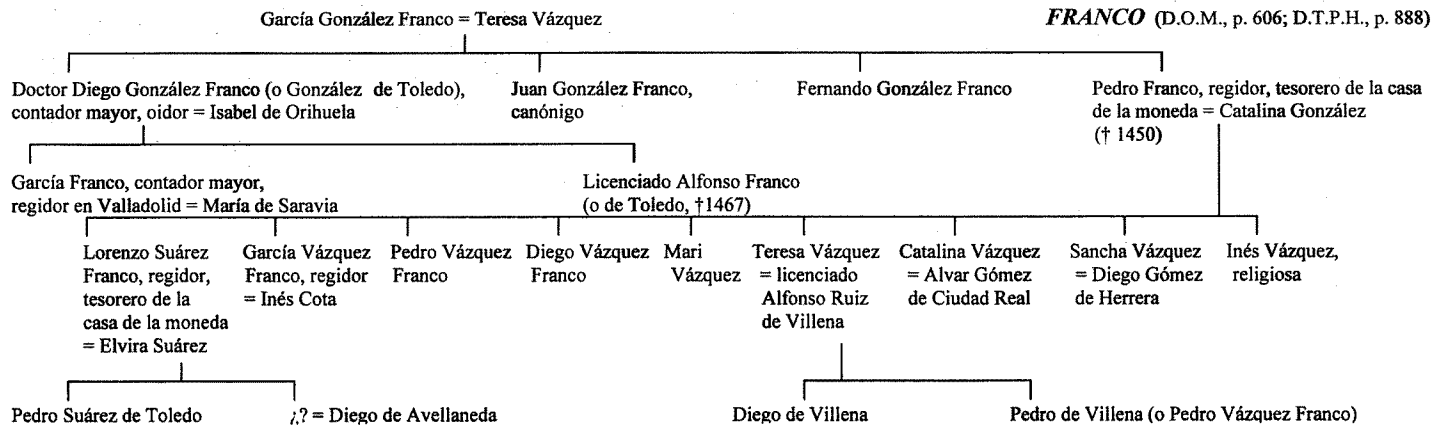 García González Franco = Teresa Vázquez
FRANCO (D.O.M., p. 606; D.T.P.H., p. 888)
Doctor Diego González Franco (o González de Toledo),
contador mayor, oidor = Isabel de Orihuela
Juan González Franco,
canónigo
Fernando González Franco
Pedro Franco, regidor, tesorero de la casa
de la moneda = Catalina González
(† 1450)
García Franco, contador mayor,
regidor en Valladolid = María de Saravia
Licenciado Alfonso Franco
(o de Toledo, †1467)
Lorenzo Suárez
Franco, regidor,
tesorero de la
casa de la moneda
= Elvira Suárez
García Vázquez
Franco, regidor
= Inés Cota
Pedro Vázquez
Franco
Diego Vázquez
Franco
Mari
Vázquez
Teresa Vázquez
= licenciado
Alfonso Ruiz
de Villena
Catalina Vázquez
= Alvar Gómez
de Ciudad Real
Sancha Vázquez
= Diego Gómez
de Herrera
Inés Vázquez,
religiosa
Pedro Suárez de Toledo
¿,? = Diego de Avellaneda
Diego de Villena
Pedro de Villena (o Pedro Vázquez Franco)